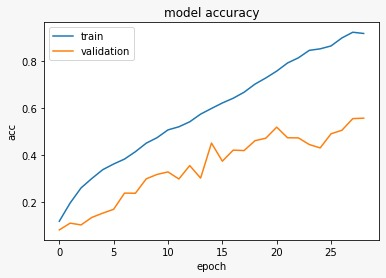 model accuracy
train
validation
acc
0.8
0.6
0.4
0.2
0 5 10 15 20 25
epoch